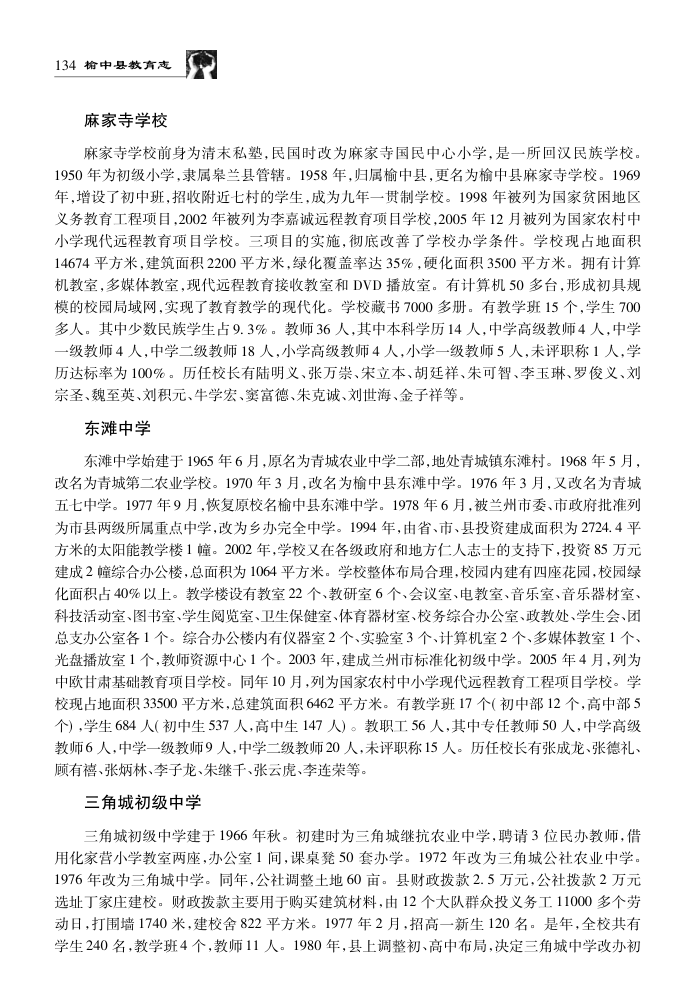 134 榆中县教育志
麻家寺学校
麻家寺学校前身为清末私塾,民国时改为麻家寺国民中心小学,是一所回汉民族学校。
1950 年为初级小学,隶属皋兰县管辖。1958 年,归属榆中县,更名为榆中县麻家寺学校。1969
年,增设了初中班,招收附近七村的学生,成为九年一贯制学校。1998 年被列为国家贫困地区
义务教育工程项目,2002 年被列为李嘉诚远程教育项目学校,2005 年 12 月被列为国家农村中
小学现代远程教育项目学校。三项目的实施,彻底改善了学校办学条件。学校现占地面积
14674 平方米,建筑面积 2200 平方米,绿化覆盖率达 35%,硬化面积 3500 平方米。拥有计算
机教室,多媒体教室,现代远程教育接收教室和 DVD 播放室。有计算机 50 多台,形成初具规
模的校园局域网,实现了教育教学的现代化。学校藏书 7000 多册。有教学班 15 个,学生 700
多人。其中少数民族学生占 9. 3%。教师 36 人,其中本科学历 14 人,中学高级教师 4 人,中学
一级教师 4 人,中学二级教师 18 人,小学高级教师 4 人,小学一级教师 5 人,未评职称 1 人,学
历达标率为 100%。历任校长有陆明义、张万崇、宋立本、胡廷祥、朱可智、李玉琳、罗俊义、刘
宗圣、魏至英、刘积元、牛学宏、窦富德、朱克诚、刘世海、金子祥等。
东滩中学
东滩中学始建于 1965 年 6 月,原名为青城农业中学二部,地处青城镇东滩村。1968 年 5 月,
改名为青城第二农业学校。1970 年 3 月,改名为榆中县东滩中学。1976 年 3 月,又改名为青城
五七中学。1977 年 9 月,恢复原校名榆中县东滩中学。1978 年 6 月,被兰州市委、市政府批准列
为市县两级所属重点中学,改为乡办完全中学。1994 年,由省、市、县投资建成面积为 2724. 4 平
方米的太阳能教学楼 1 幢。2002 年,学校又在各级政府和地方仁人志士的支持下,投资 85 万元
建成 2 幢综合办公楼,总面积为 1064 平方米。学校整体布局合理,校园内建有四座花园,校园绿
化面积占 40%以上。教学楼设有教室 22 个、教研室 6 个、会议室、电教室、音乐室、音乐器材室、
科技活动室、图书室、学生阅览室、卫生保健室、体育器材室、校务综合办公室、政教处、学生会、团
总支办公室各 1 个。综合办公楼内有仪器室 2 个、实验室 3 个、计算机室 2 个、多媒体教室 1 个、
光盘播放室 1 个,教师资源中心 1 个。2003 年,建成兰州市标准化初级中学。2005 年 4 月,列为
中欧甘肃基础教育项目学校。同年 10 月,列为国家农村中小学现代远程教育工程项目学校。学
校现占地面积 33500 平方米,总建筑面积 6462 平方米。有教学班 17 个(初中部 12 个,高中部 5
个),学生 684 人(初中生 537 人,高中生 147 人)。教职工 56 人,其中专任教师 50 人,中学高级
教师 6 人,中学一级教师 9 人,中学二级教师 20 人,未评职称 15 人。历任校长有张成龙、张德礼、
顾有禧、张炳林、李子龙、朱继千、张云虎、李连荣等。
三角城初级中学
三角城初级中学建于 1966 年秋。初建时为三角城继抗农业中学,聘请 3 位民办教师,借
用化家营小学教室两座,办公室 1 间,课桌凳 50 套办学。1972 年改为三角城公社农业中学。
1976 年改为三角城中学。同年,公社调整土地 60 亩。县财政拨款 2. 5 万元,公社拨款 2 万元
选址丁家庄建校。财政拨款主要用于购买建筑材料,由 12 个大队群众投义务工 11000 多个劳
动日,打围墙 1740 米,建校舍 822 平方米。1977 年 2 月,招高一新生 120 名。是年,全校共有
学生 240 名,教学班 4 个,教师 11 人。1980 年,县上调整初、高中布局,决定三角城中学改办初